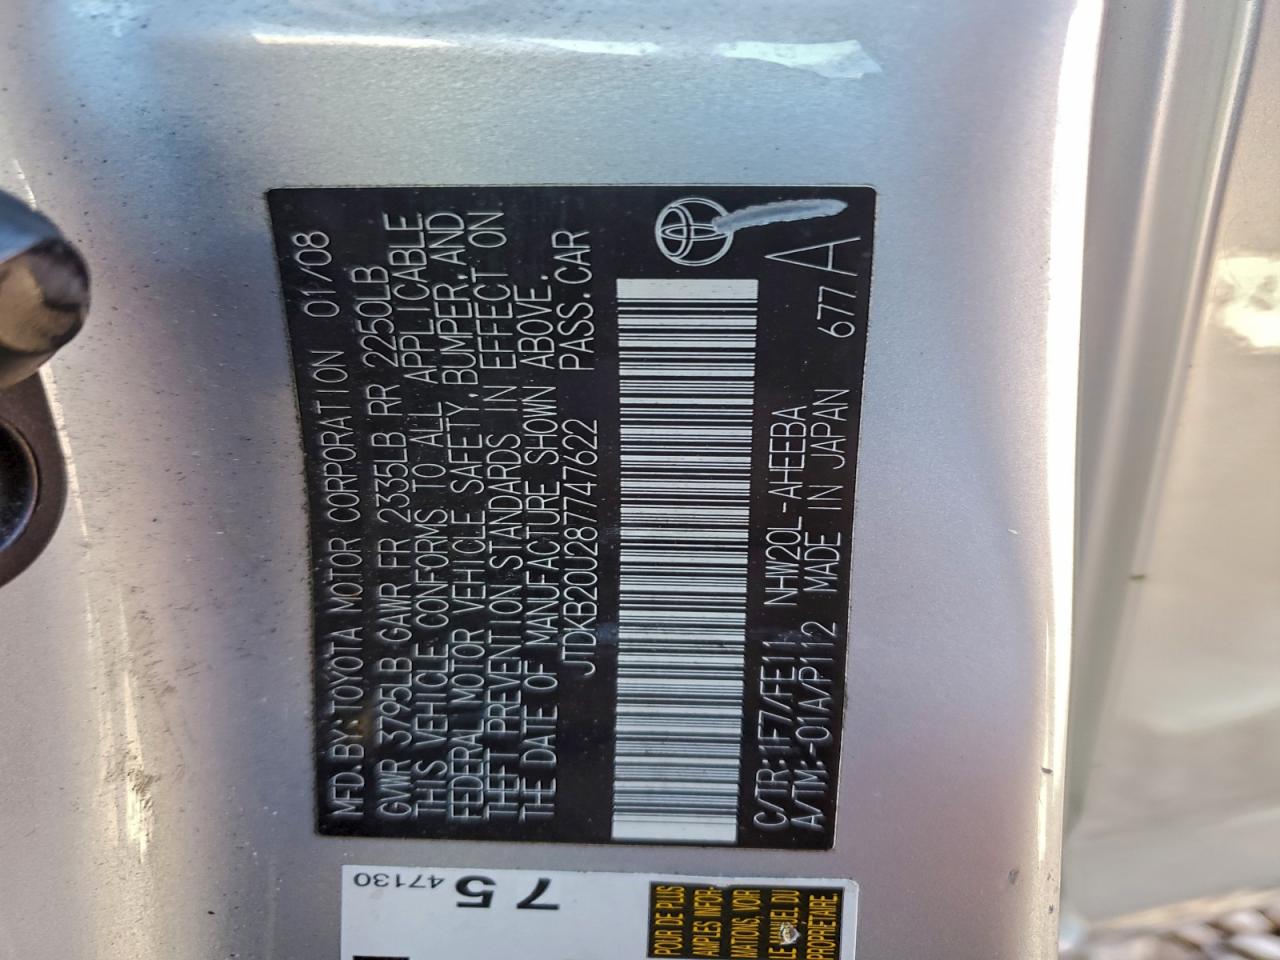 MFD.BY:TOYOTA MOTOR CORPORATION 01/08
GVWR 3795LB GAWR FR 2335LB RR 2250LB
THIS VEHICLE CONFORMS TO ALL APPLICABLE
FEDERAL MOTOR VEHICLE SAFETY, BUMPER, AND
THEFT PREVENTION STANDARDS IN EFFECT ON
THE DATE OF MANUFACTURE SHOWN ABOVE.
JTDKB20U287747622 PASS.CAR
C/TR:1F7/FE11 NHW20L-AHEEBA
A/TM:-01A/P112 MADE IN JAPAN 677 A
75
47130
POUR DE PLUS
AMPLES INFOR-
MATIONS, VOIR
LE MANUEL DU
PROPRIÉTAIRE